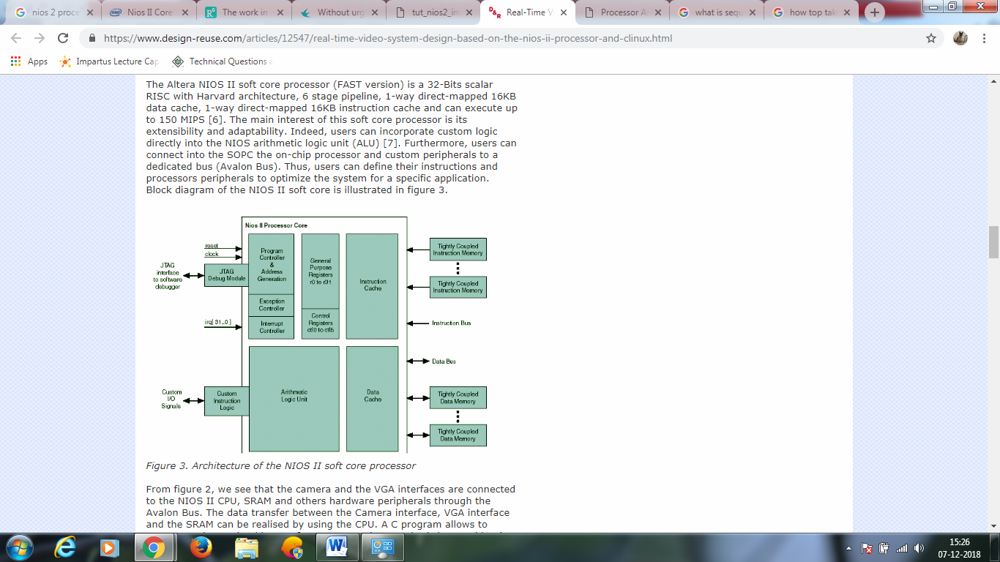 nios 2 proce
Nios II Core
The work in
Without urg
tut_nios2_in
Real-Time V
Processor A
what is sequ
how top tak
https://www.design-reuse.com/articles/12547/real-time-video-system-design-based-on-the-nios-ii-processor-and-clinux.html
Apps
Impartus Lecture Cap
Technical Questions a
The Altera NIOS II soft core processor (FAST version) is a 32-Bits scalar
RISC with Harvard architecture, 6 stage pipeline, 1-way direct-mapped 16KB
data cache, 1-way direct-mapped 16KB instruction cache and can execute up
to 150 MIPS [6]. The main interest of this soft core processor is its
extensibility and adaptability. Indeed, users can incorporate custom logic
directly into the NIOS arithmetic logic unit (ALU) [7]. Furthermore, users can
connect into the SOPC the on-chip processor and custom peripherals to a
dedicated bus (Avalon Bus). Thus, users can define their instructions and
processors peripherals to optimize the system for a specific application.
Block diagram of the NIOS II soft core is illustrated in figure 3.
Nios II Processor Core
reset
clock
JTAG
interface
to software
debugger
JTAG
Debug Module
Program
Controller
&
Address
Generation
Exception
Controller
irq[ 31..0 ]
Interrupt
Controller
General
Purpose
Registers
r0 to r31
Control
Registers
ctl0 to ctl5
Instruction
Cache
Tightly Coupled
Instruction Memory
Tightly Coupled
Instruction Memory
Instruction Bus
Data Bus
Custom
I/O
Signals
Custom
Instruction
Logic
Arithmetic
Logic Unit
Data
Cache
Tightly Coupled
Data Memory
Tightly Coupled
Data Memory
Figure 3. Architecture of the NIOS II soft core processor
From figure 2, we see that the camera and the VGA interfaces are connected
to the NIOS II CPU, SRAM and others hardware peripherals through the
Avalon Bus. The data transfer between the Camera interface, VGA interface
and the SRAM can be realised by using the CPU. A C program allows to
15:26
07-12-2018